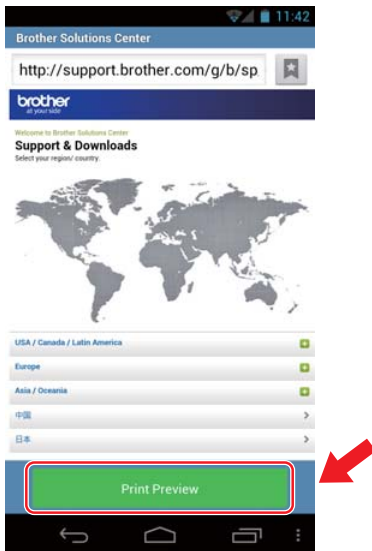 11:42
Brother Solutions Center
http://support.brother.com/g/b/sp
brother
at your side
Welcome to Brother Solutions Center
Support & Downloads
Select your region/ country.
USA / Canada / Latin America
Europe
Asia / Oceania
中国
日本
Print Preview